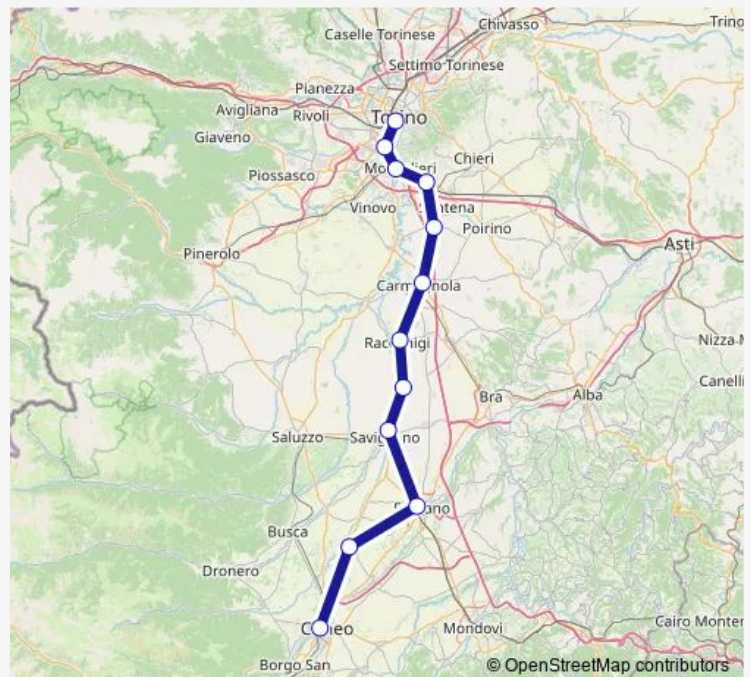 Chivasso
Trino
Caselle Torinese
Settimo Torinese
Pianezza
Avigliana
Rivoli
Giaveno
Chieri
Piossasco
Vinovo
Poirino
Pinerolo
Asti
Nizza M
Canelli
Bra
Alba
Saluzzo
Busca
Dronero
Mondovì
Cairo Monten
Borgo San
© OpenStreetMap contributors